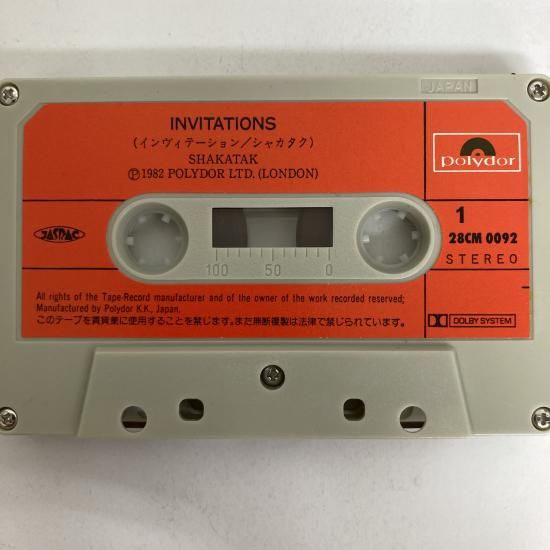 JAPAN
INVITATIONS
(インヴィテーション/シャカタク)
SHAKATAK
Ⓟ1982 POLYDOR LTD. (LONDON)
polydor
JASRAC
1
28CM 0092
STEREO
100 50 0
All rights of the Tape-Record manufacturer and of the owner of the work recorded reserved;
Manufactured by Polydor K.K., Japan.
このテープを賃貸業に使用することを禁じます。また無断複製は法律で禁じられています。
DOLBY SYSTEM